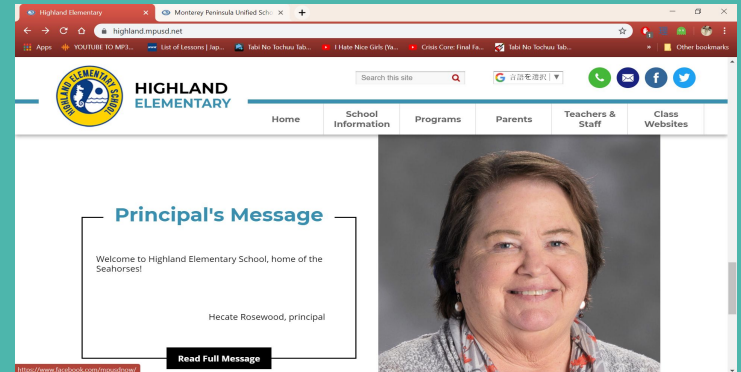 Highland Elementary
Monterey Peninsula Unified Scho
highland.mpusd.net
Apps
YOUTUBE TO MP3...
List of Lessons | Jap...
Tabi No Tochuu Tab...
I Hate Nice Girls (Ya...
Crisis Core: Final Fa...
Tabi No Tochuu Tab...
»
Other bookmarks
HIGHLAND ELEMENTARY SCHOOL
HIGHLAND
ELEMENTARY
Search this site
G 言語を選択 | ▼
Home
School
Information
Programs
Parents
Teachers &
Staff
Class
Websites
Principal's Message
Welcome to Highland Elementary School, home of the
Seahorses!
Hecate Rosewood, principal
Read Full Message
https://www.facebook.com/mpusdnow/